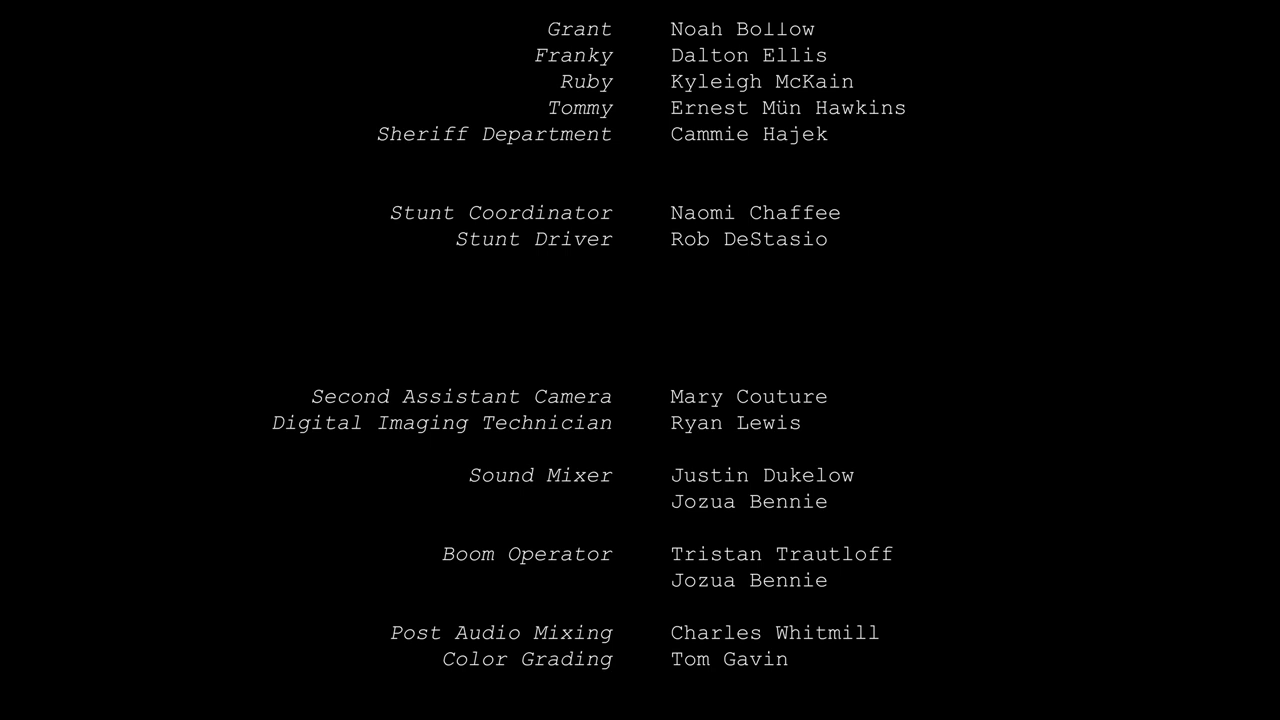 Grant Noah Bollow
Franky Dalton Ellis
Ruby Kyleigh McKain
Tommy Ernest Mün Hawkins
Sheriff Department Cammie Hajek
Stunt Coordinator Naomi Chaffee
Stunt Driver Rob DeStasio
Second Assistant Camera Mary Couture
Digital Imaging Technician Ryan Lewis
Sound Mixer Justin Dukelow
Jozua Bennie
Boom Operator Tristan Trautloff
Jozua Bennie
Post Audio Mixing Charles Whitmill
Color Grading Tom Gavin